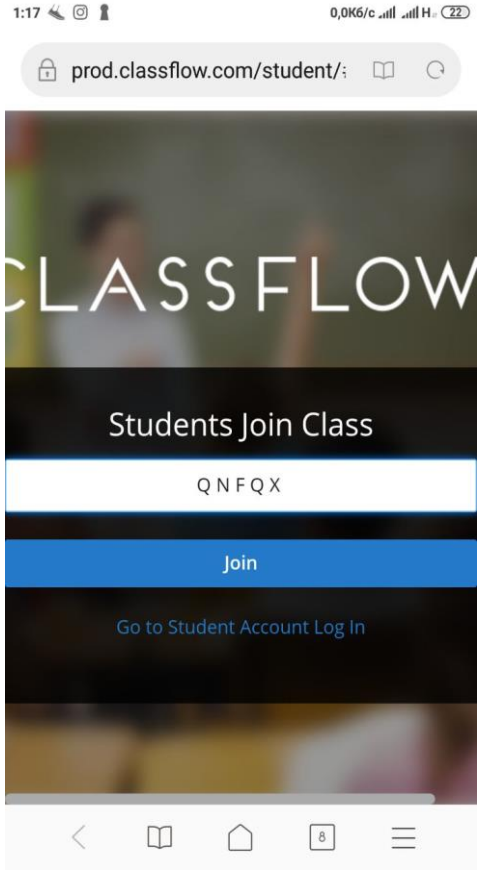 1:17 0,0Кб/с H 22
prod.classflow.com/student/
CLASSFLOW
Students Join Class
Q N F Q X
Join
Go to Student Account Log In
8